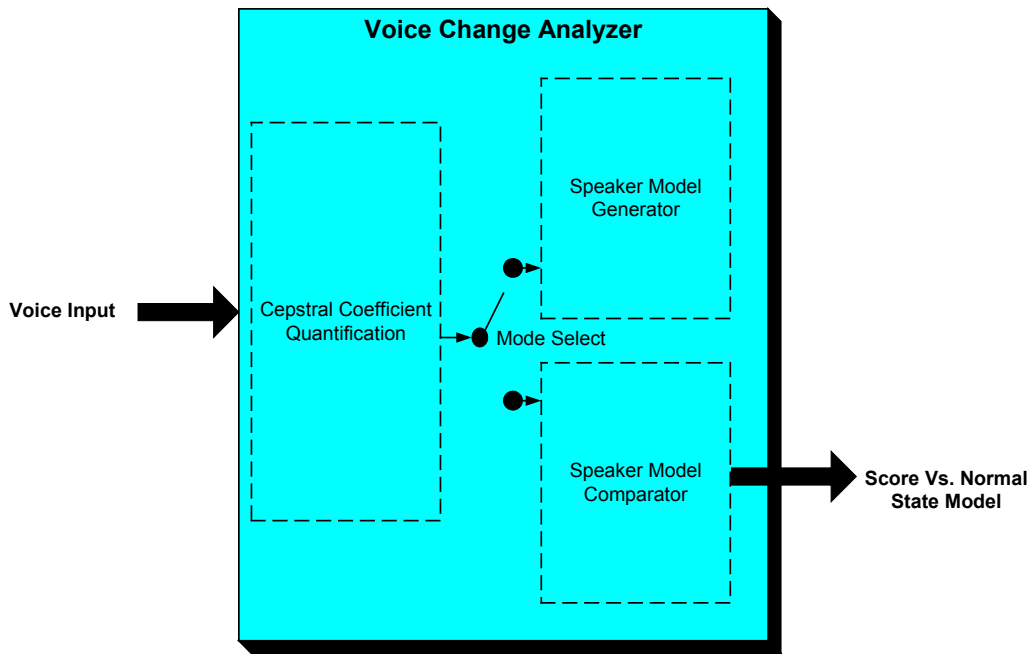 Voice Change Analyzer
Speaker Model
Generator
Voice Input
Cepstral Coefficient
Quantification
Mode Select
Speaker Model
Comparator
Score Vs. Normal
State Model